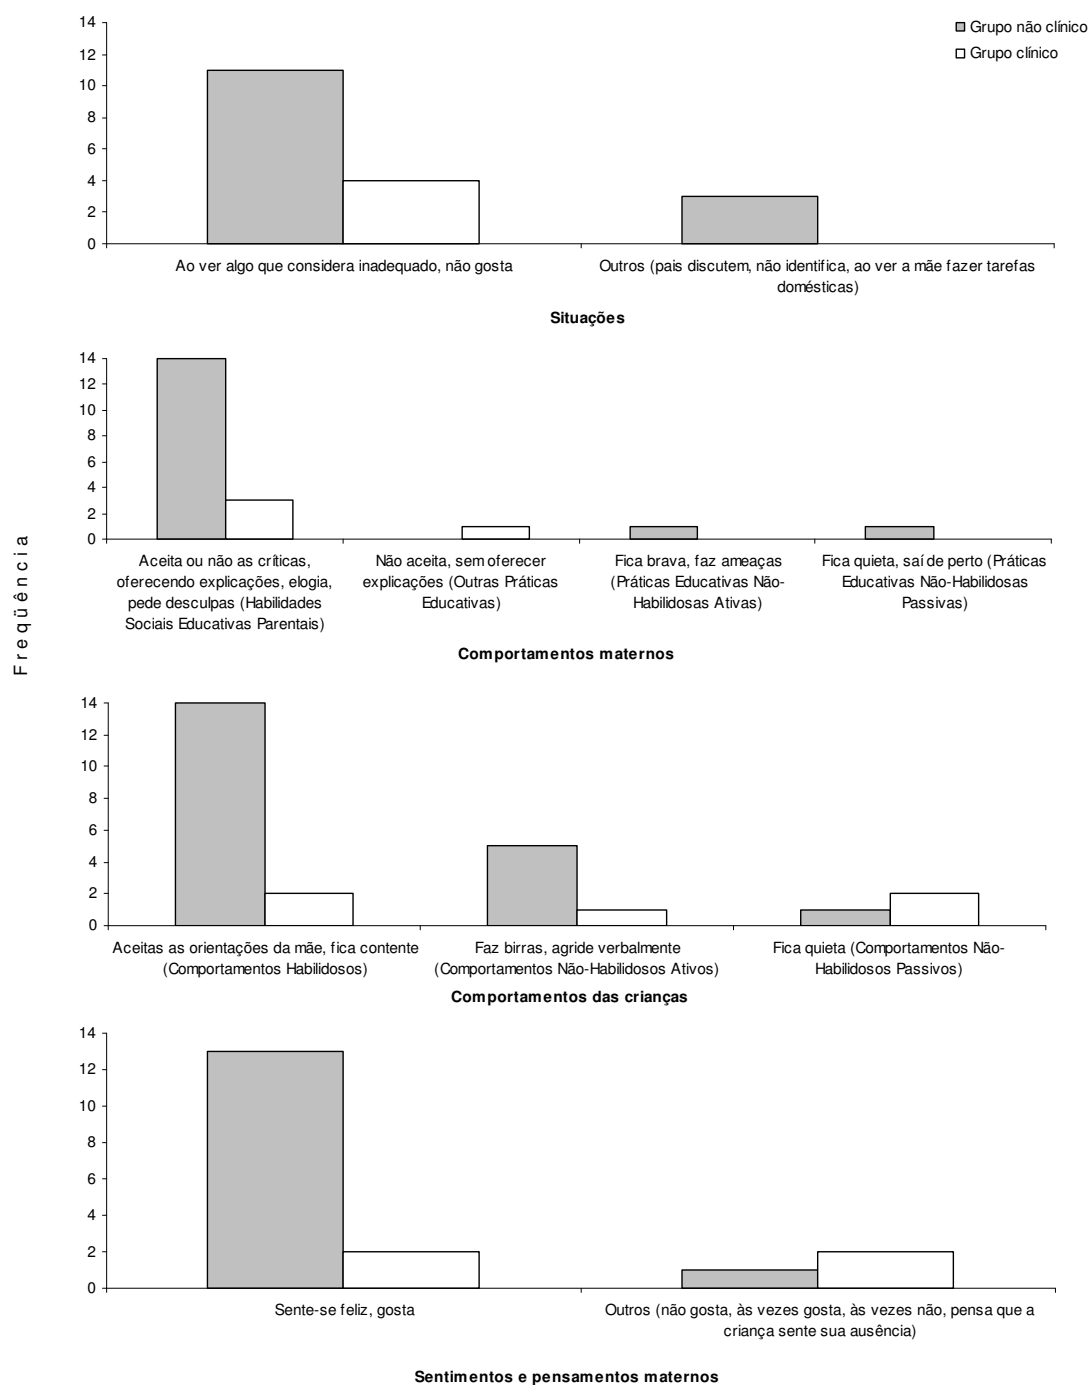 Grupo não clínico
Grupo clínico
14
12
10
8
6
4
2
0
Ao ver algo que considera inadequado, não gosta
Outros (pais discutem, não identifica, ao ver a mãe fazer tarefas
domésticas)
Situações
14
12
10
8
6
4
2
0
Aceita ou não as críticas,
oferecendo explicações, elogia,
pede desculpas (Habilidades
Sociais Educativas Parentais)
Não aceita, sem oferecer
explicações (Outras Práticas
Educativas)
Fica brava, faz ameaças
(Práticas Educativas Não-
Habilidosas Ativas)
Fica quieta, saí de perto (Práticas
Educativas Não-Habilidosas
Passivas)
Comportamentos maternos
Freqüência
14
12
10
8
6
4
2
0
Aceitas as orientações da mãe, fica contente
(Comportamentos Habilidosos)
Faz birras, agride verbalmente
(Comportamentos Não-Habilidosos Ativos)
Fica quieta (Comportamentos Não-
Habilidosos Passivos)
Comportamentos das crianças
14
12
10
8
6
4
2
0
Sente-se feliz, gosta
Outros (não gosta, às vezes gosta, às vezes não, pensa que a
criança sente sua ausência)
Sentimentos e pensamentos maternos